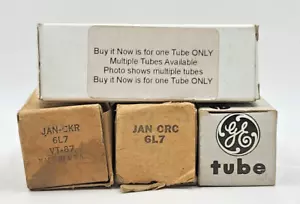 Buy it Now is for one Tube ONLY
Multiple Tubes Available
Photo shows multiple tubes
Buy it Now is for one Tube ONLY
JAN-CKR
6L7
VT-87
JAN CRC
6L7
GE
tube